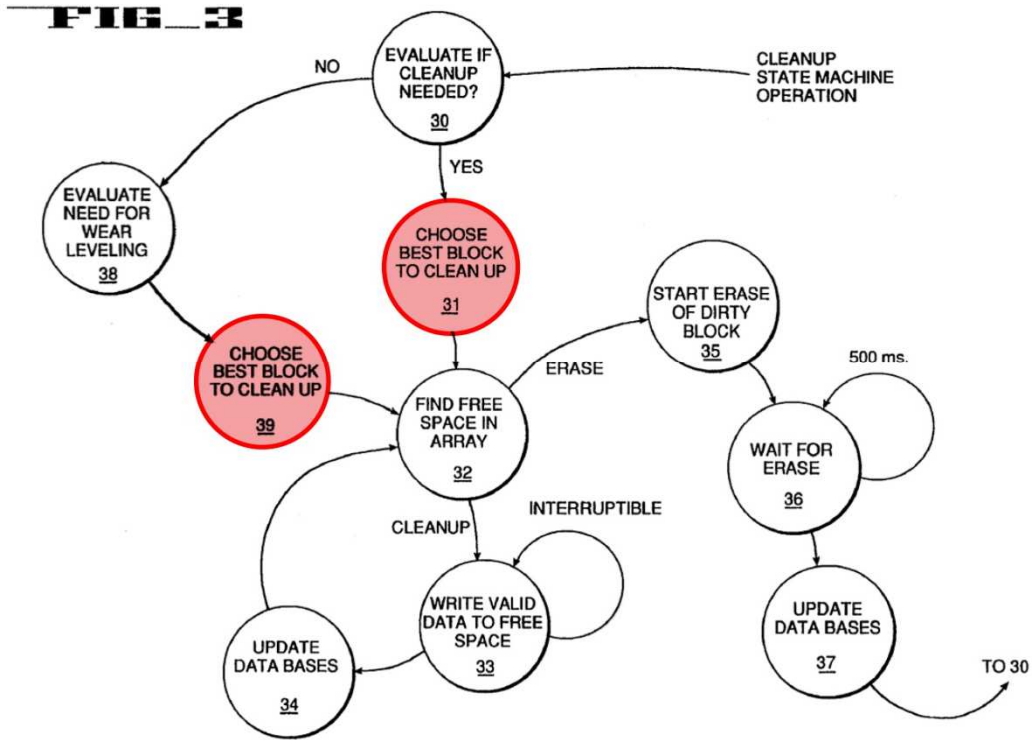 FIG_3
EVALUATE IF
CLEANUP
NEEDED?
30
CLEANUP
STATE MACHINE
OPERATION
NO
YES
EVALUATE
NEED FOR
WEAR
LEVELING
38
CHOOSE
BEST BLOCK
TO CLEAN UP
31
START ERASE
OF DIRTY
BLOCK
35
CHOOSE
BEST BLOCK
TO CLEAN UP
39
ERASE
500 ms.
FIND FREE
SPACE IN
ARRAY
32
WAIT FOR
ERASE
36
CLEANUP
INTERRUPTIBLE
WRITE VALID
DATA TO FREE
SPACE
33
UPDATE
DATA BASES
34
UPDATE
DATA BASES
37
TO 30